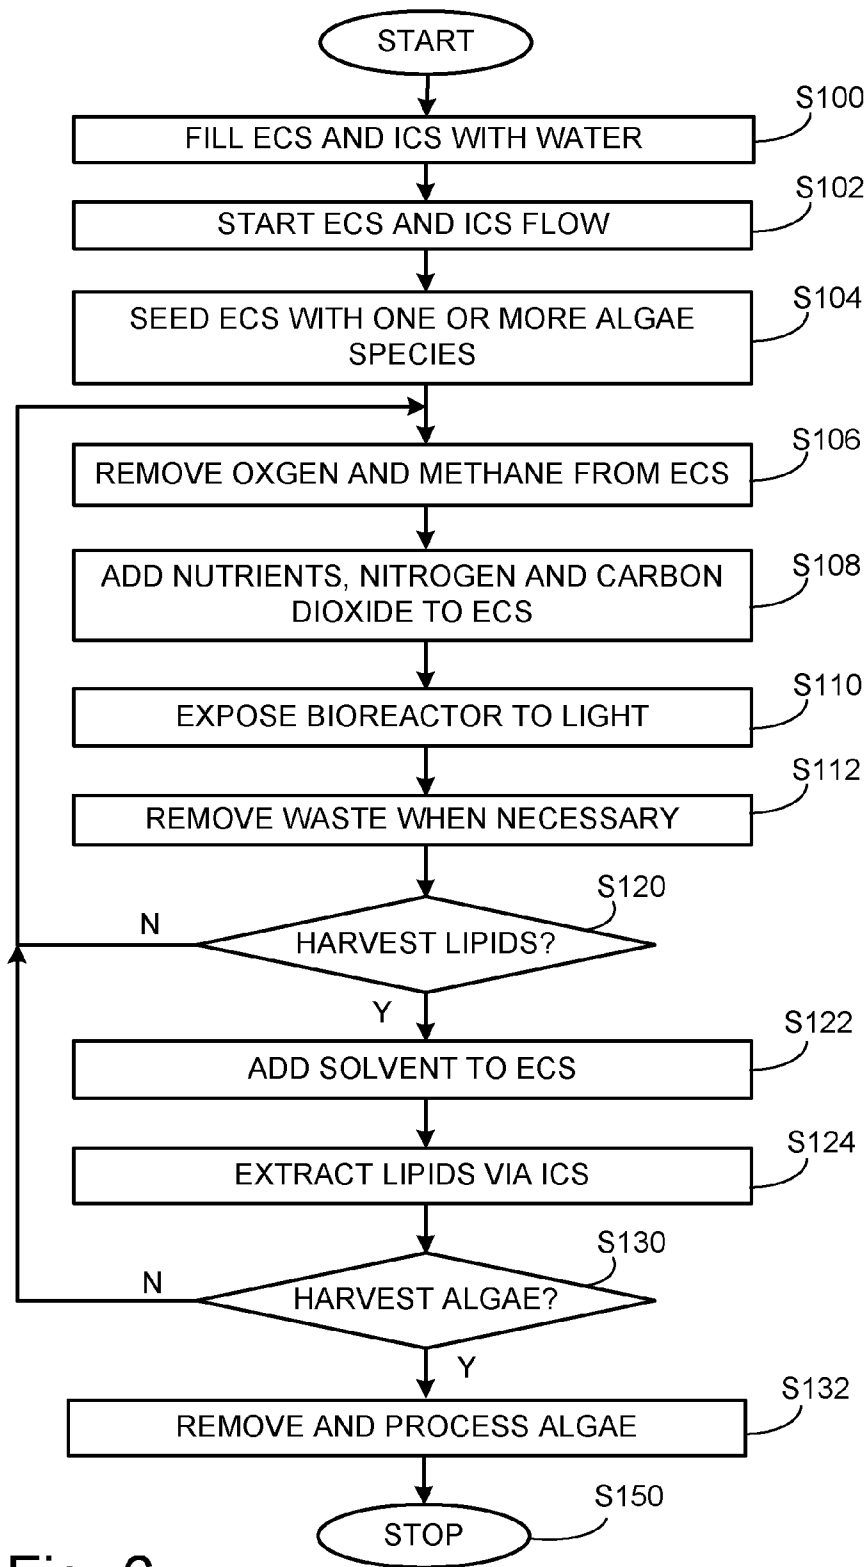 START
S100
FILL ECS AND ICS WITH WATER
S102
START ECS AND ICS FLOW
S104
SEED ECS WITH ONE OR MORE ALGAE
SPECIES
S106
REMOVE OXGEN AND METHANE FROM ECS
S108
ADD NUTRIENTS, NITROGEN AND CARBON
DIOXIDE TO ECS
S110
EXPOSE BIOREACTOR TO LIGHT
S112
REMOVE WASTE WHEN NECESSARY
S120
N
HARVEST LIPIDS?
Y
S122
ADD SOLVENT TO ECS
S124
EXTRACT LIPIDS VIA ICS
S130
N
HARVEST ALGAE?
Y
S132
REMOVE AND PROCESS ALGAE
S150
STOP